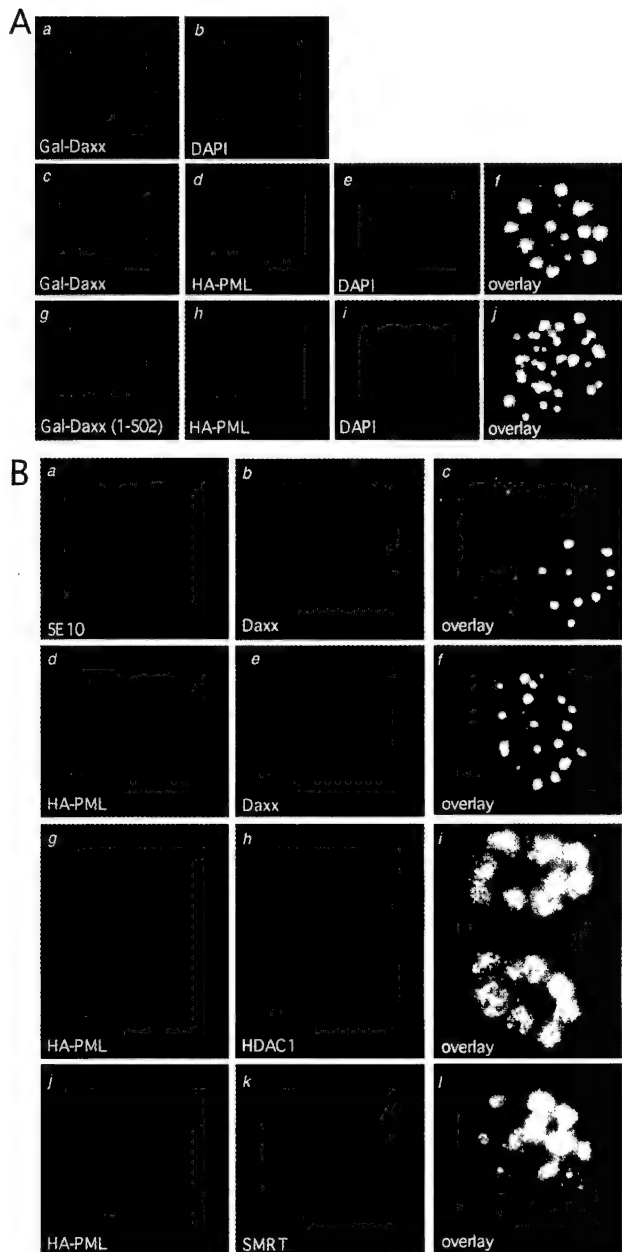 A
a
b
Gal-Daxx
DAPI
c
d
e
f
Gal-Daxx
HA-PML
DAPI
overlay
g
h
i
j
Gal-Daxx (1-502)
HA-PML
DAPI
overlay
B
a
b
c
5E10
Daxx
overlay
d
e
f
HA-PML
Daxx
overlay
g
h
i
HA-PML
HDAC1
overlay
j
k
l
HA-PML
SMRT
overlay